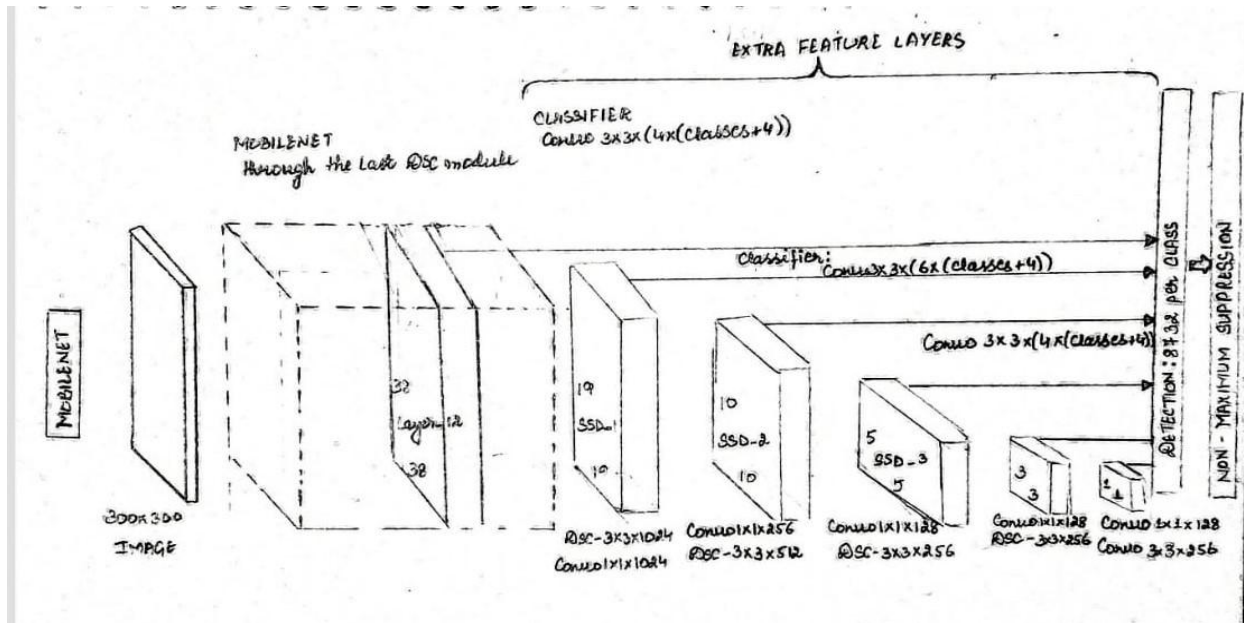 EXTRA FEATURE LAYERS
CLASSIFIER
Conv 3x3x(4x(classes+4))
MOBILENET
through the last DSC module
MOBILENET
300x300
IMAGE
38
Layer-12
38
Classifier:
Conv3x3x(6x(classes+4))
Conv 3x3x(4x(classes+4))
19
SSD-1
19
10
SSD-2
10
5
SSD-3
5
3
3
1
1
DSC-3x3x1024
Conv1x1x1024
Conv1x1x256
DSC-3x3x512
Conv1x1x128
DSC-3x3x256
Conv1x1x128
DSC-3x3x256
Conv 1x1x128
Conv 3x3x256
DETECTION: 8732 per CLASS
NON-MAXIMUM SUPPRESSION